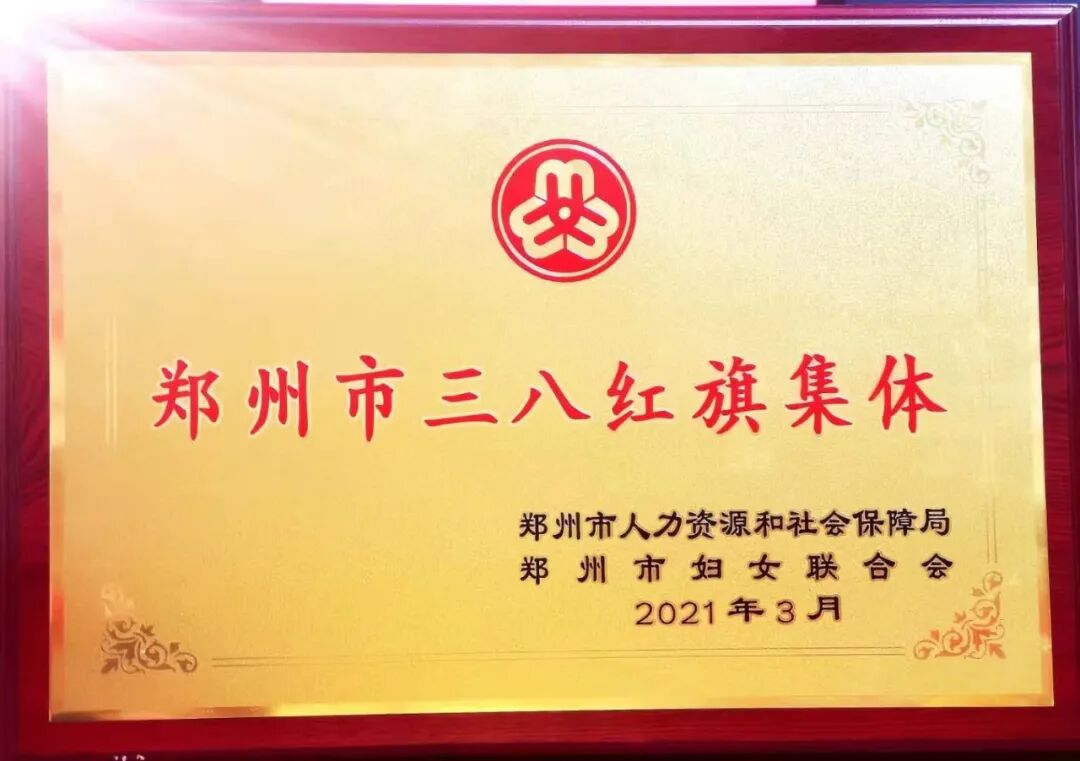 郑州市三八红旗集体
郑州市人力资源和社会保障局
郑州市妇女联合会
2021年3月